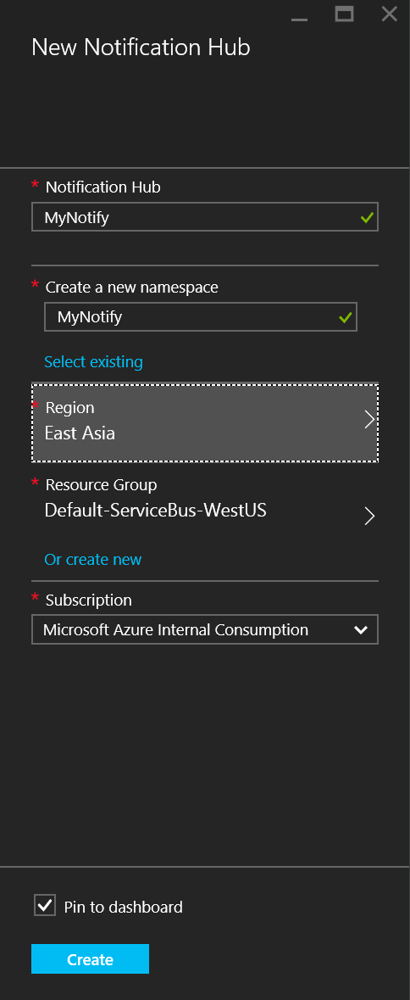 New Notification Hub
* Notification Hub
MyNotify
* Create a new namespace
MyNotify
Select existing
* Region
East Asia
* Resource Group
Default-ServiceBus-WestUS
Or create new
* Subscription
Microsoft Azure Internal Consumption
Pin to dashboard
Create